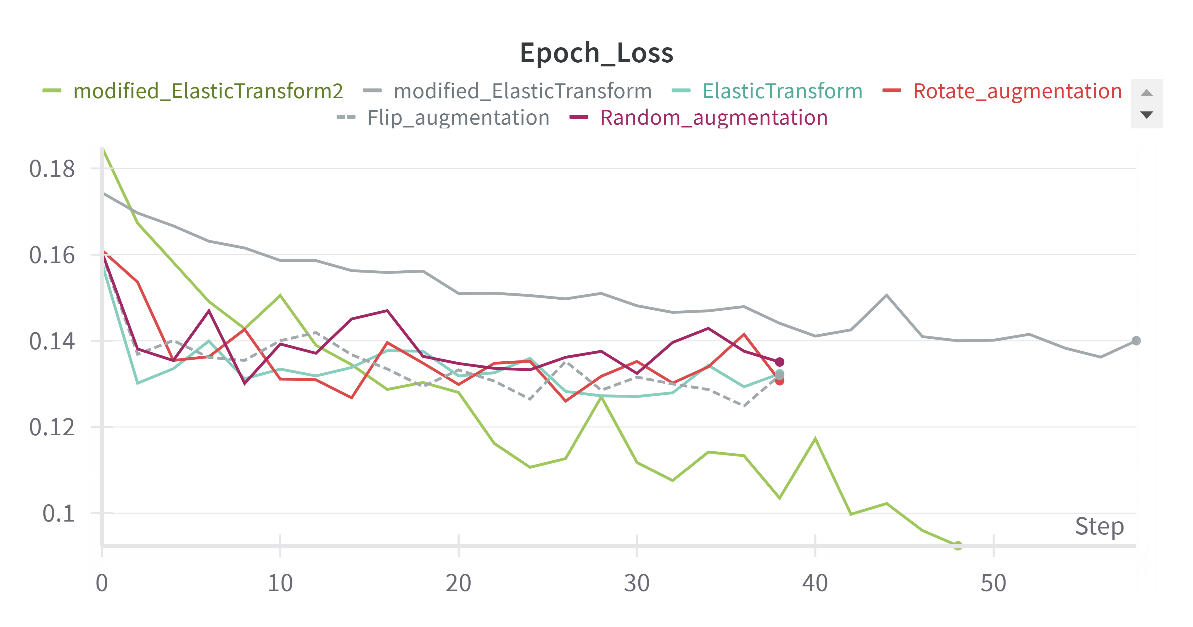 Epoch_Loss
modified_ElasticTransform2 modified_ElasticTransform ElasticTransform Rotate_augmentation
Flip_augmentation Random_augmentation
0.18
0.16
0.14
0.12
0.1
Step
0 10 20 30 40 50